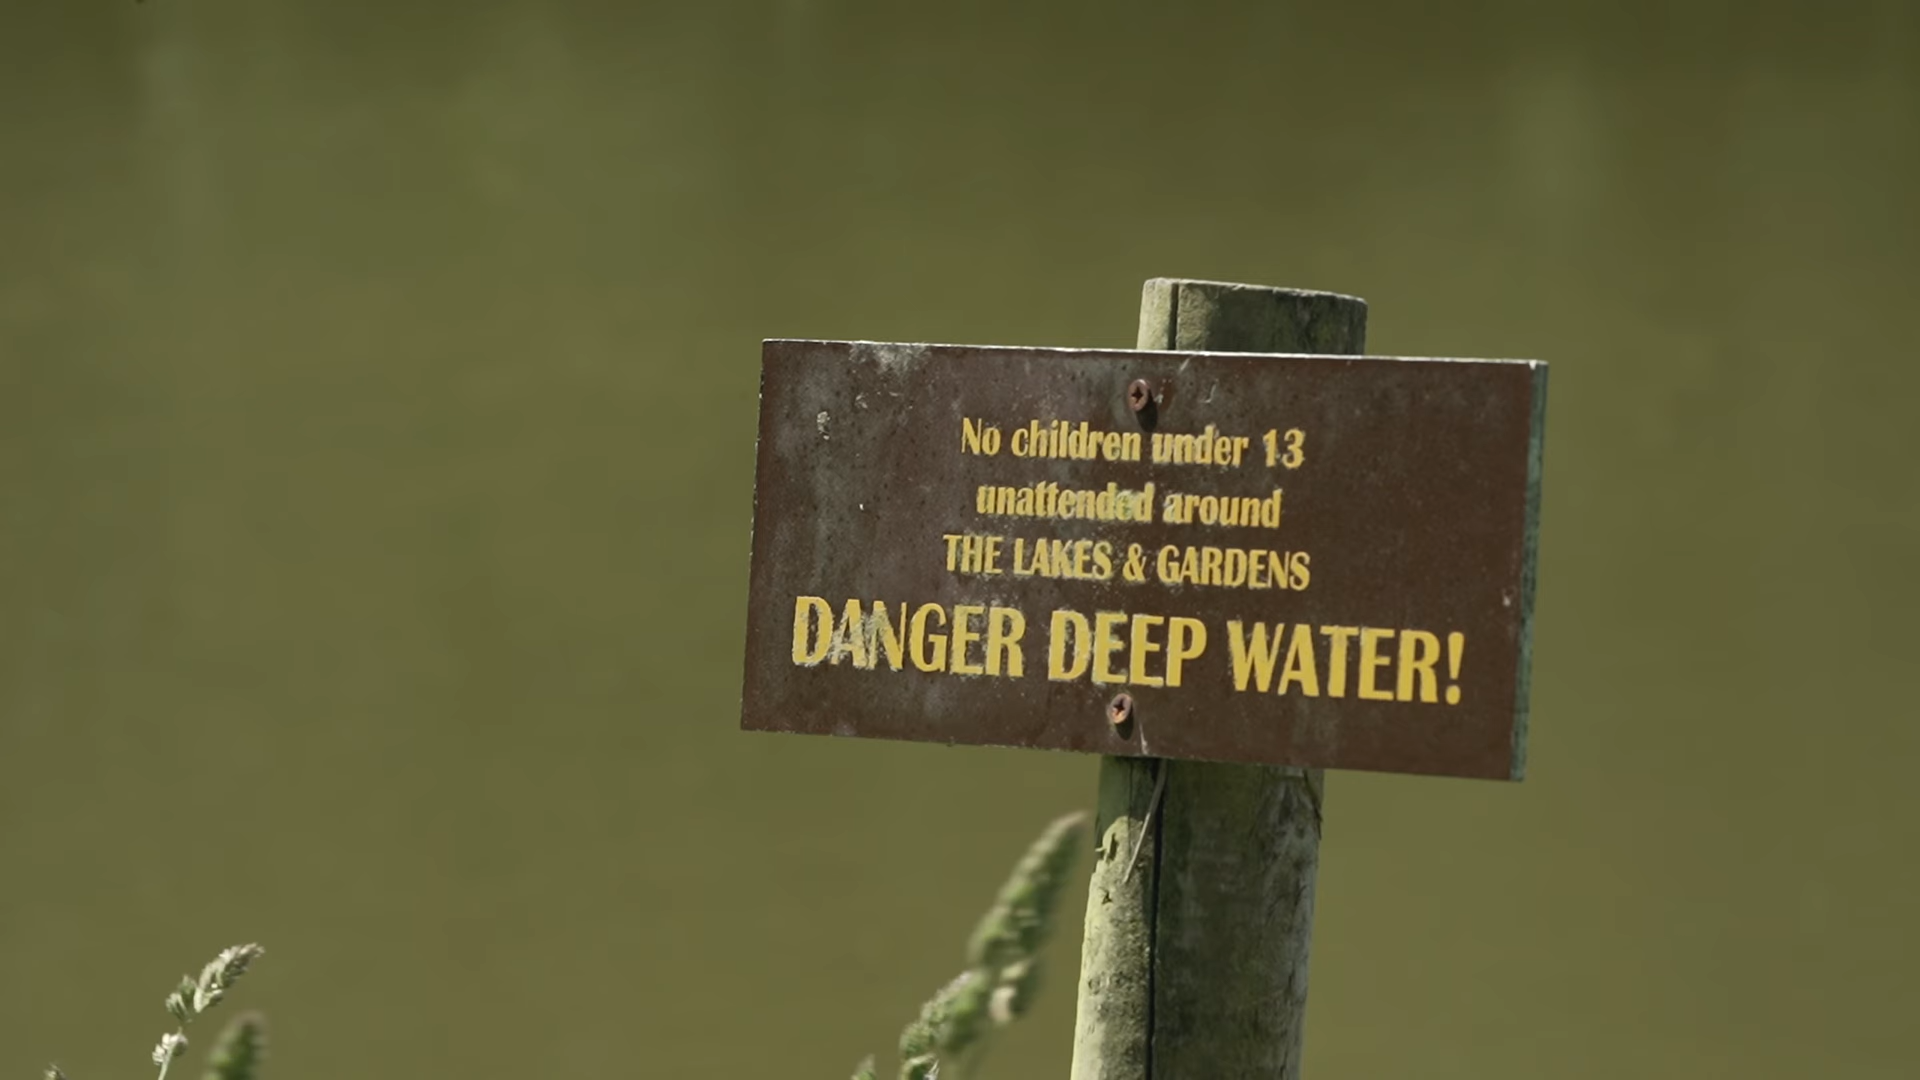 No children under 13
unattended around
THE LAKES & GARDENS
DANGER DEEP WATER!